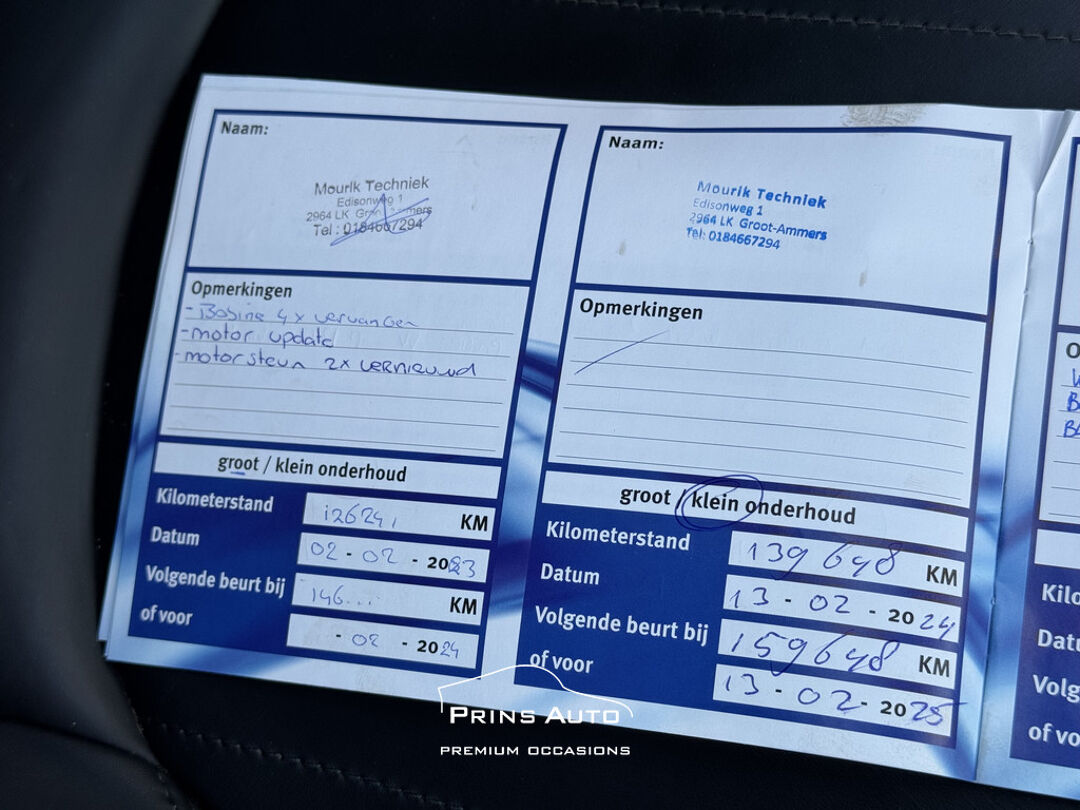 Naam:
Mourik Techniek
Edisonweg 1
2964 LK Groot-Ammers
Tel : 0184667294
Opmerkingen
- Bobine 4x vervangen
- motor update
- motorsteun 2x vernieuwd
groot / klein onderhoud
Kilometerstand 126241 KM
Datum 02 - 02 - 2023
Volgende beurt bij 146... KM
of voor - 02 - 2024
Naam:
Mourik Techniek
Edisonweg 1
2964 LK Groot-Ammers
Tel: 0184667294
Opmerkingen
groot / klein onderhoud
Kilometerstand 139648 KM
Datum 13 - 02 - 2024
Volgende beurt bij 159648 KM
of voor 13 - 02 - 2025
PRINS AUTO
PREMIUM OCCASIONS